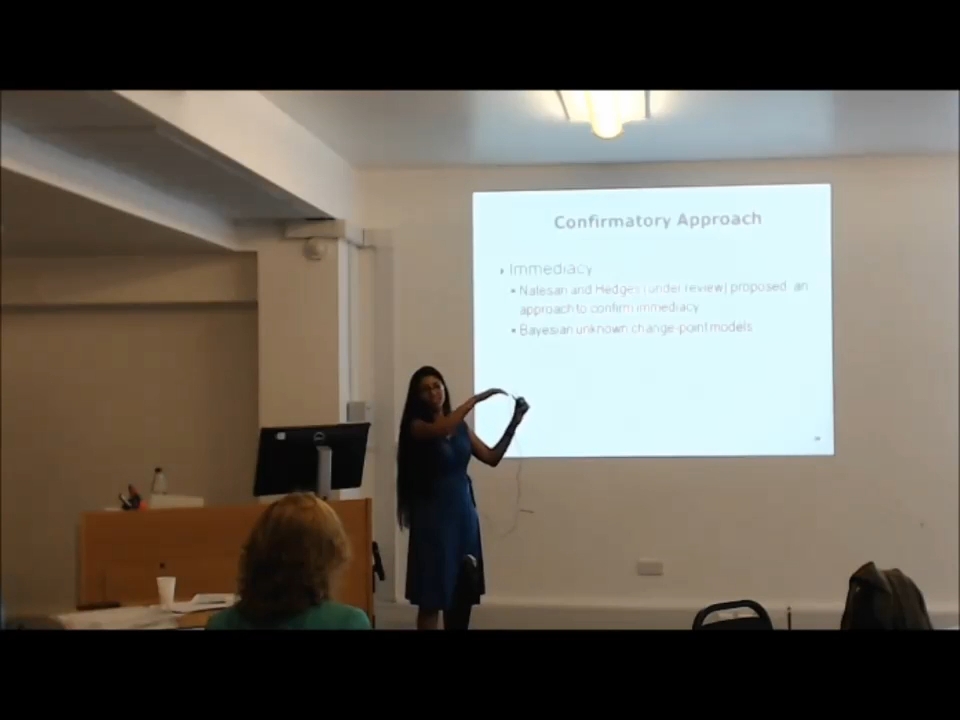 Confirmatory Approach
Immediacy
Natesan and Hedges (under review) proposed an
approach to confirm immediacy
Bayesian unknown change-point models